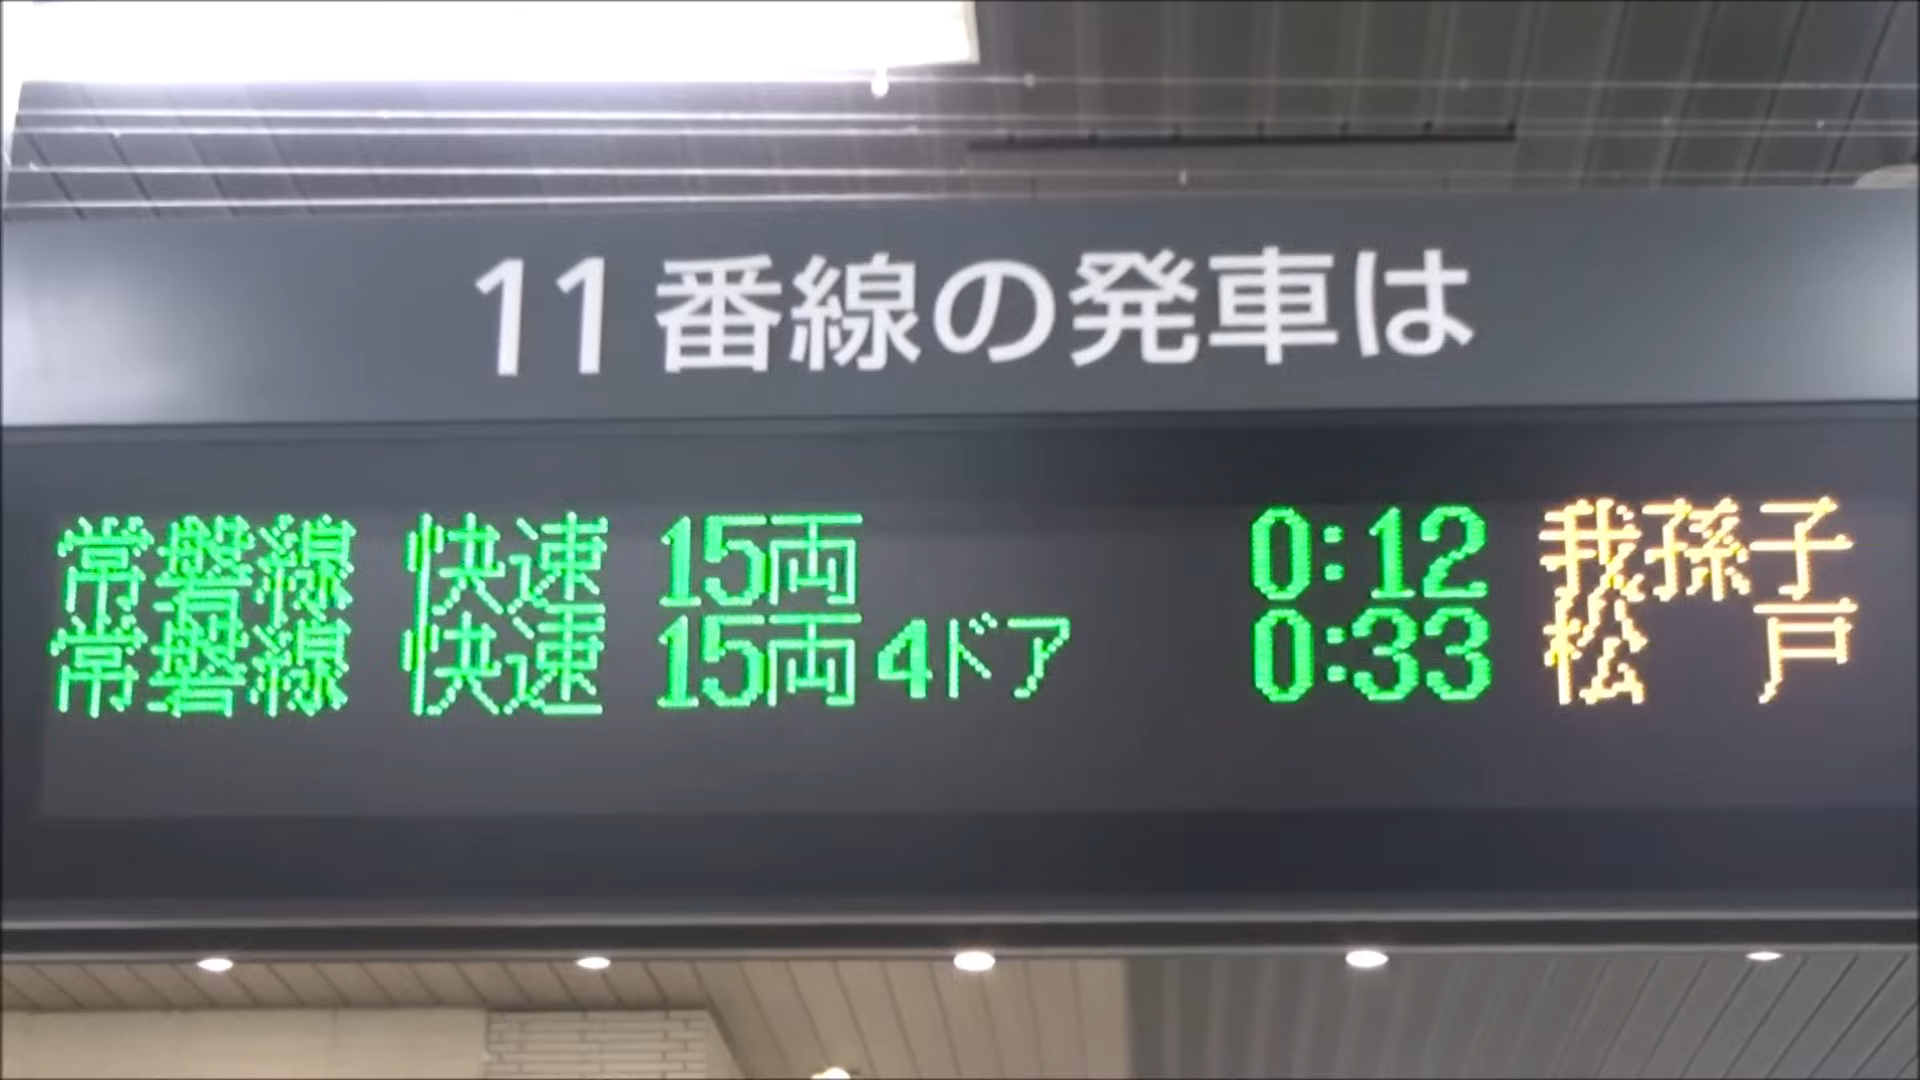 11番線の発車は
常磐線 快速 15両 0:12 我孫子
常磐線 快速 15両4ドア 0:33 松戸